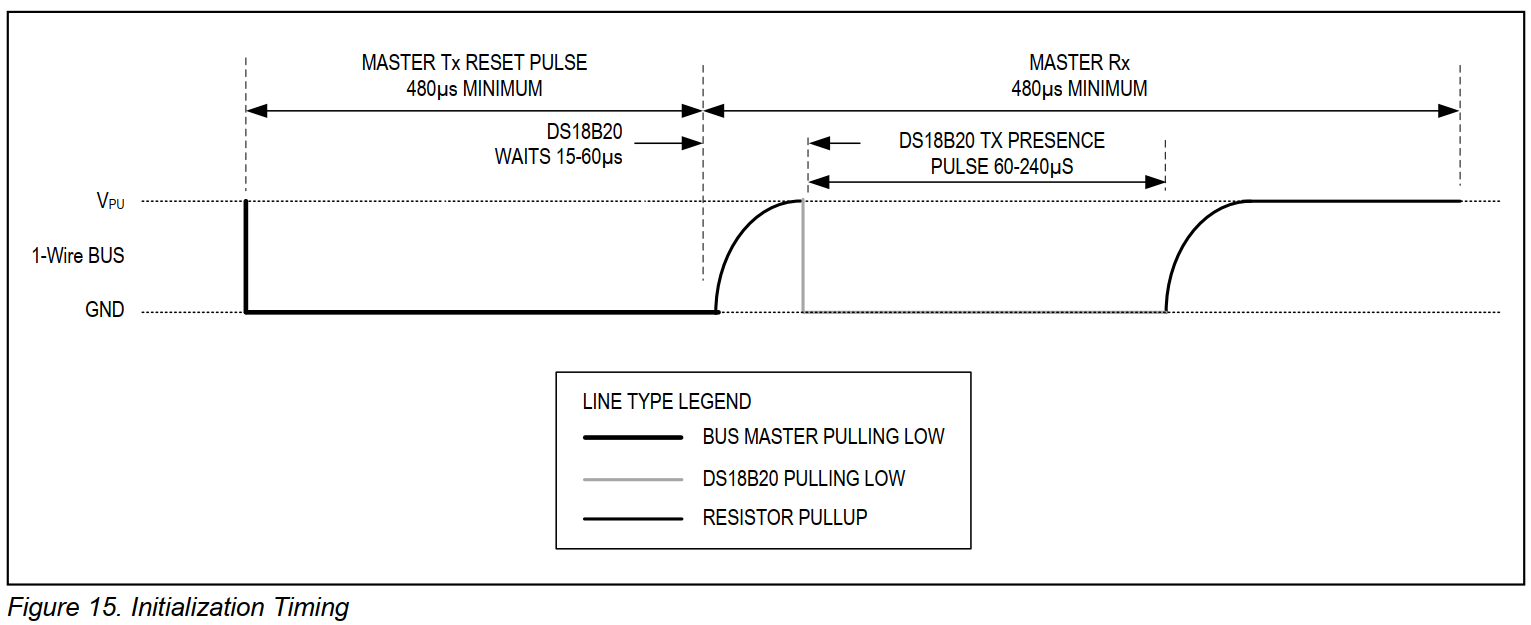 MASTER Tx RESET PULSE
480µs MINIMUM
MASTER Rx
480µs MINIMUM
DS18B20
WAITS 15-60µs
DS18B20 TX PRESENCE
PULSE 60-240µS
VPU
1-Wire BUS
GND
LINE TYPE LEGEND
BUS MASTER PULLING LOW
DS18B20 PULLING LOW
RESISTOR PULLUP
Figure 15. Initialization Timing